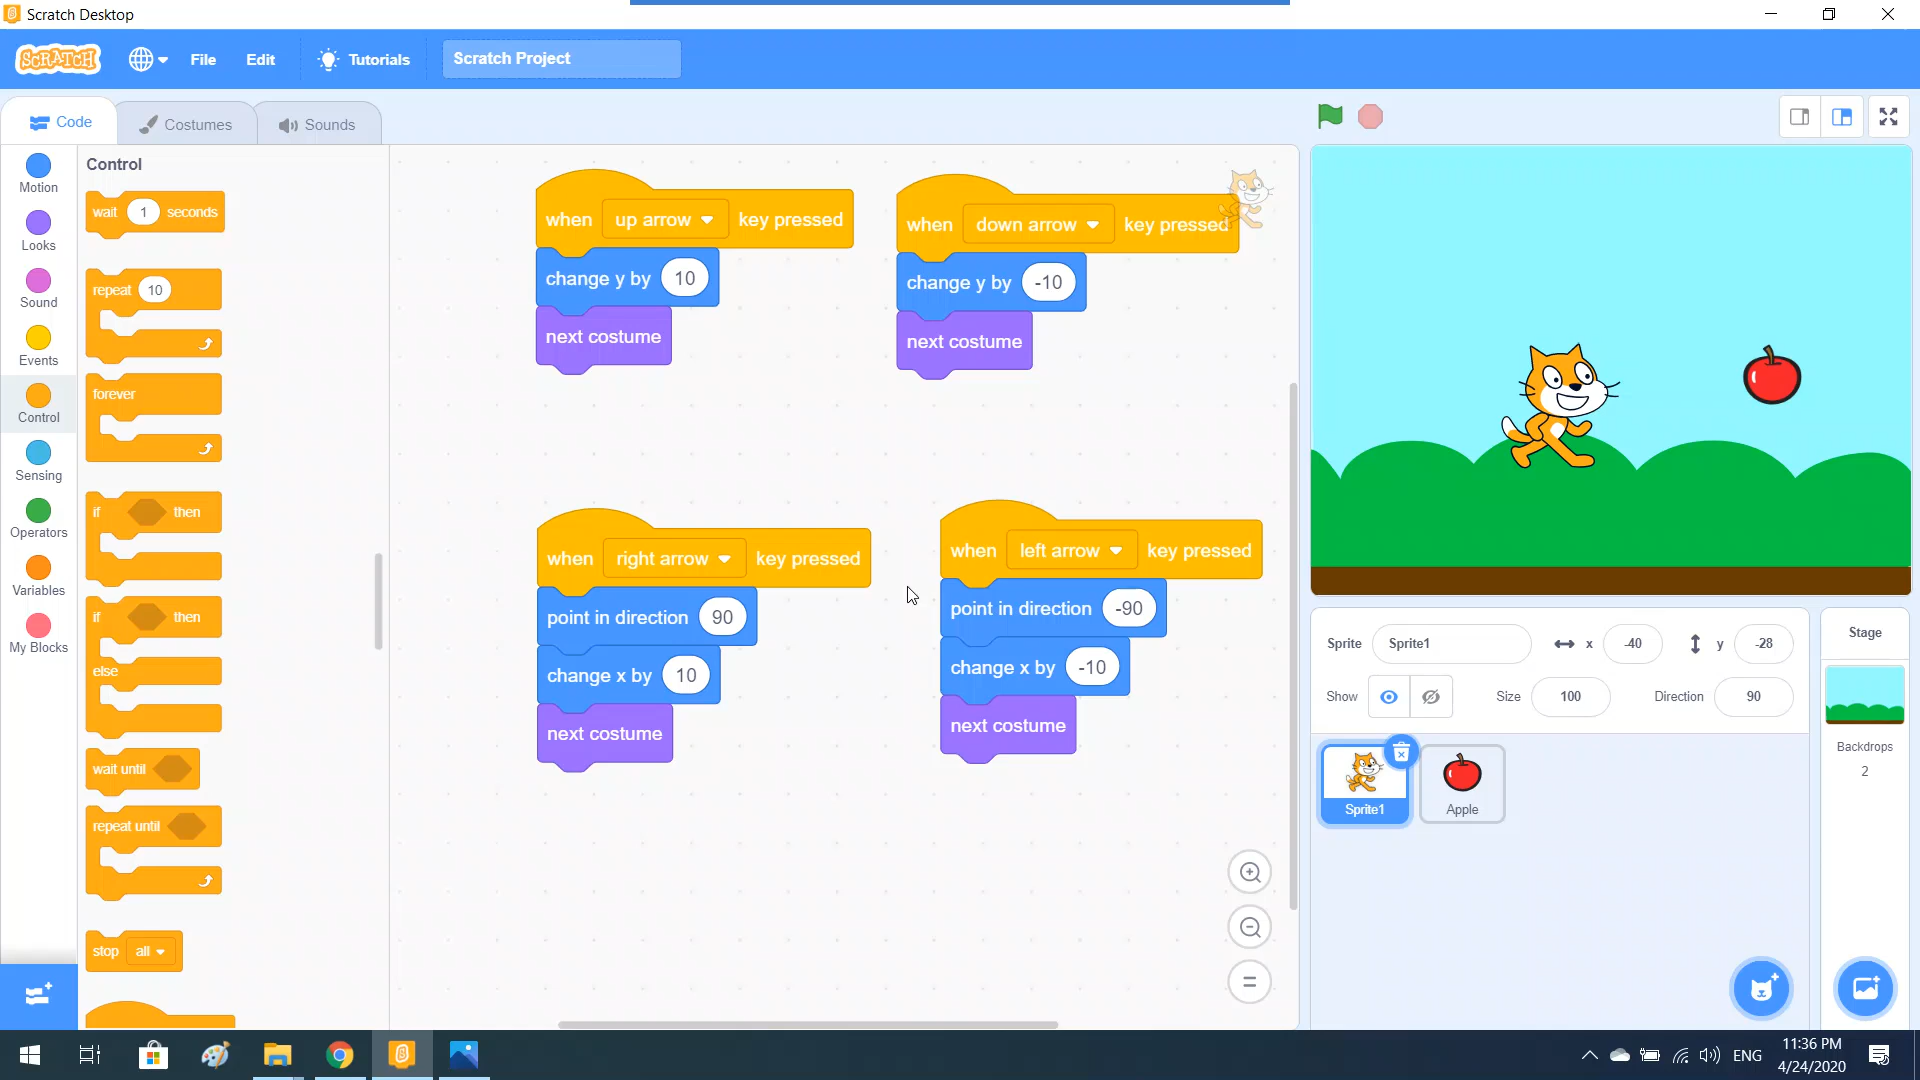 Scratch Desktop
SCRATCH
File
Edit
Tutorials
Scratch Project
Code
Costumes
Sounds
Motion
Looks
Sound
Events
Control
Sensing
Operators
Variables
My Blocks
Control
wait 1 seconds
repeat 10
forever
if then
if then
else
wait until
repeat until
stop all
when up arrow key pressed
change y by 10
next costume
when down arrow key pressed
change y by -10
next costume
when right arrow key pressed
point in direction 90
change x by 10
next costume
when left arrow key pressed
point in direction -90
change x by -10
next costume
Sprite Sprite1 x -40 y -28
Show Size 100 Direction 90
Sprite1
Apple
Stage
Backdrops
2
ENG
11:36 PM
4/24/2020